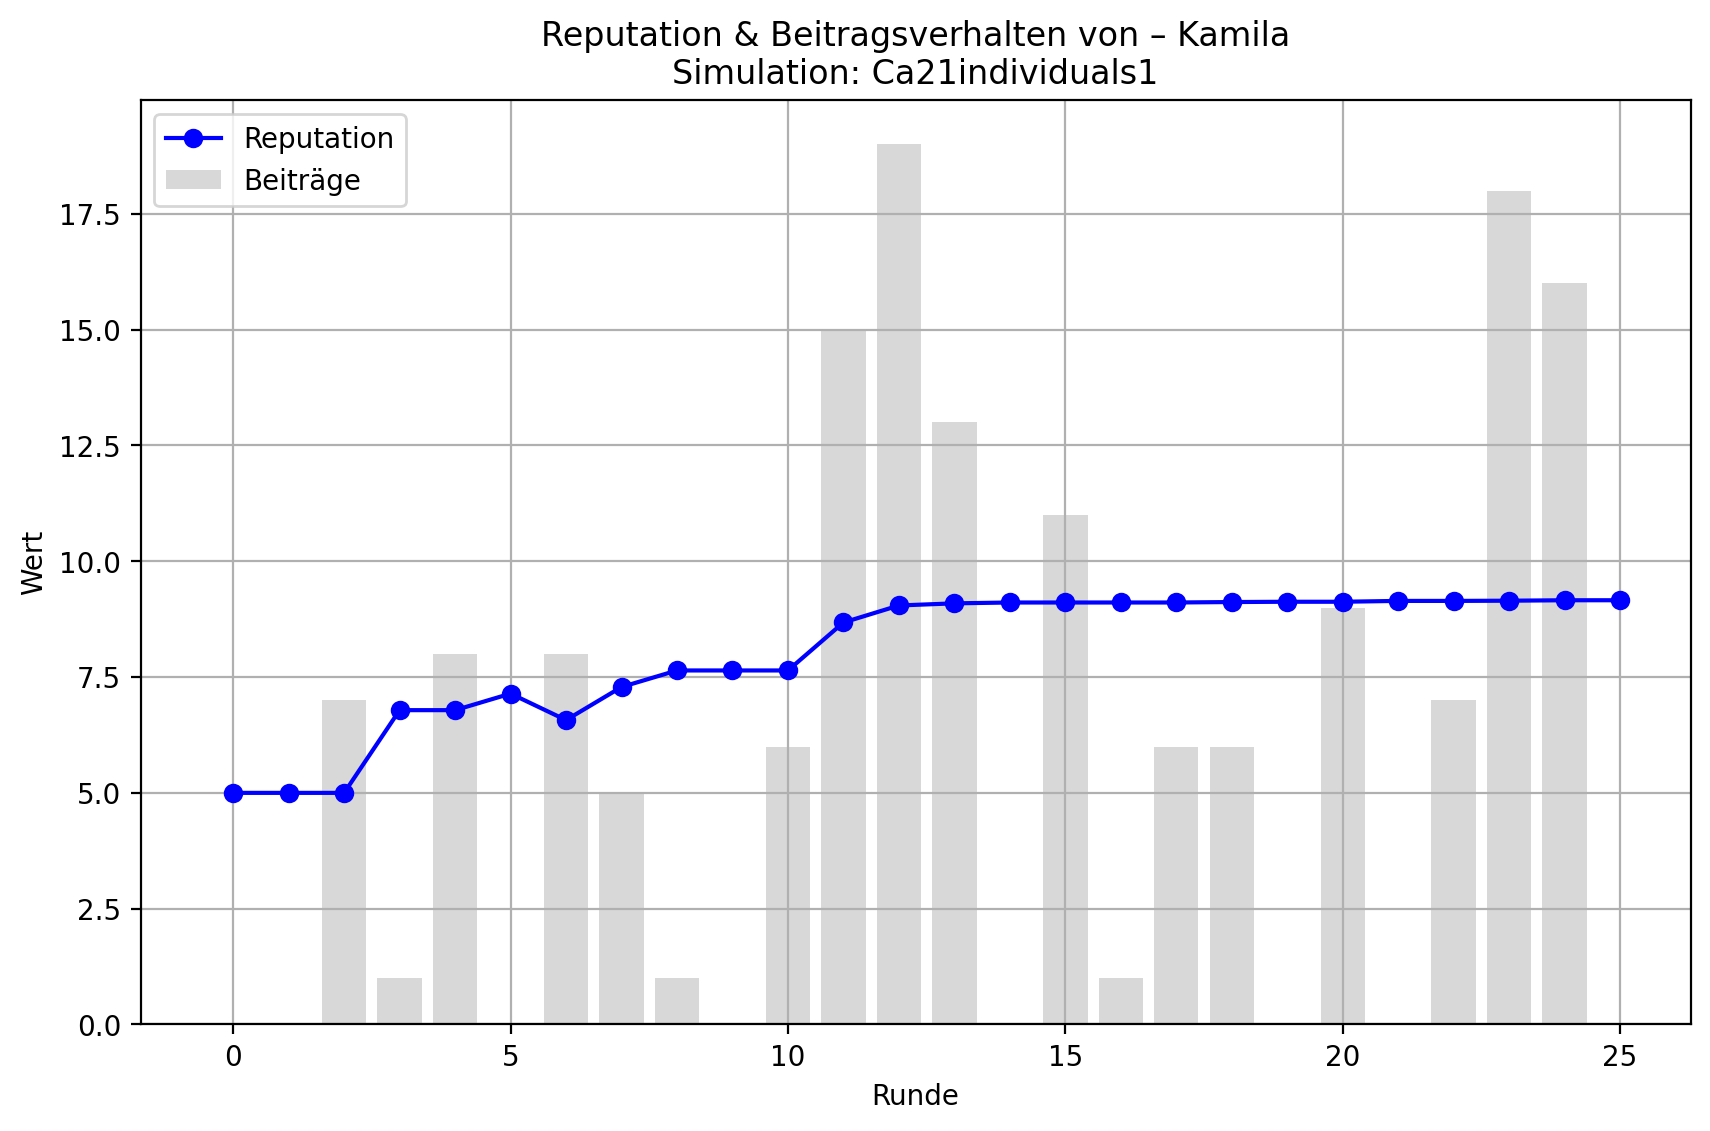 Reputation & Beitragsverhalten von – Kamila
Simulation: Ca21individuals1
Reputation
Beiträge
17.5
15.0
12.5
10.0
7.5
5.0
2.5
0.0
Wert
0 5 10 15 20 25
Runde